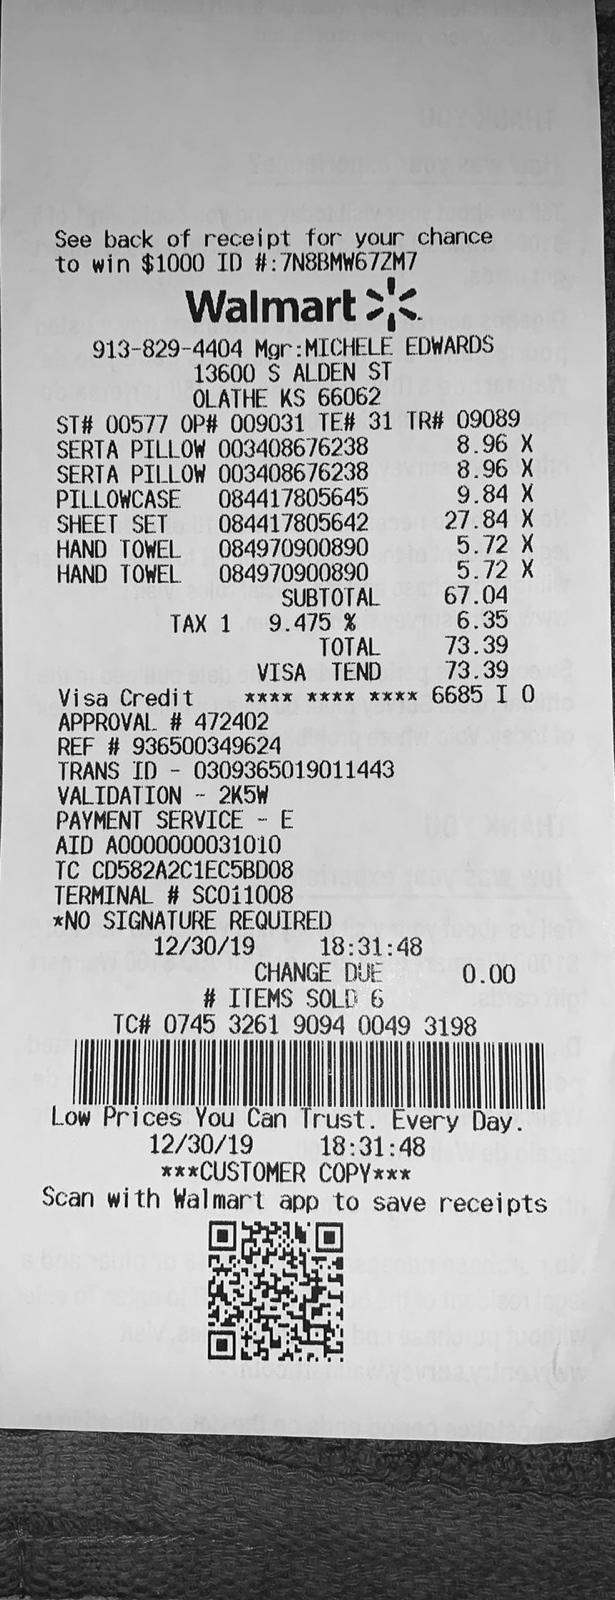 See back of receipt for your chance
to win $1000 ID #:7N8BMW67ZM7
Walmart
913-829-4404 Mgr:MICHELE EDWARDS
13600 S ALDEN ST
OLATHE KS 66062
ST# 00577 OP# 009031 TE# 31 TR# 09089
SERTA PILLOW 003408676238 8.96 X
SERTA PILLOW 003408676238 8.96 X
PILLOWCASE 084417805645 9.84 X
SHEET SET 084417805642 27.84 X
HAND TOWEL 084970900890 5.72 X
HAND TOWEL 084970900890 5.72 X
SUBTOTAL 67.04
TAX 1 9.475 % 6.35
TOTAL 73.39
VISA TEND 73.39
Visa Credit **** **** **** 6685 I 0
APPROVAL # 472402
REF # 936500349624
TRANS ID - 0309365019011443
VALIDATION - 2K5W
PAYMENT SERVICE - E
AID A0000000031010
TC CD582A2C1EC5BD08
TERMINAL # SC011008
*NO SIGNATURE REQUIRED
12/30/19 18:31:48
CHANGE DUE 0.00
# ITEMS SOLD 6
TC# 0745 3261 9094 0049 3198
Low Prices You Can Trust. Every Day.
12/30/19 18:31:48
***CUSTOMER COPY***
Scan with Walmart app to save receipts